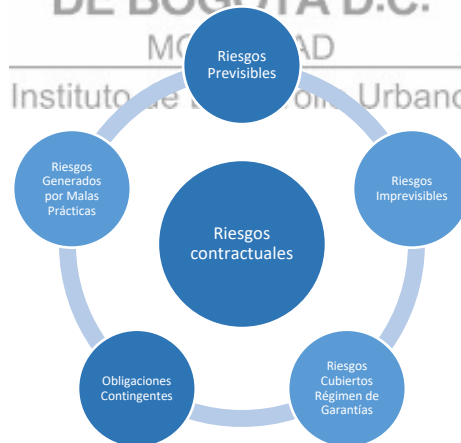 DE BOGOTÁ D.C.
Instituto de Urbano
Riesgos
Previsibles
Riesgos
Imprevisibles
Riesgos
Cubiertos
Régimen de
Garantías
Obligaciones
Contingentes
Riesgos
Generados
por Malas
Prácticas
Riesgos
contractuales